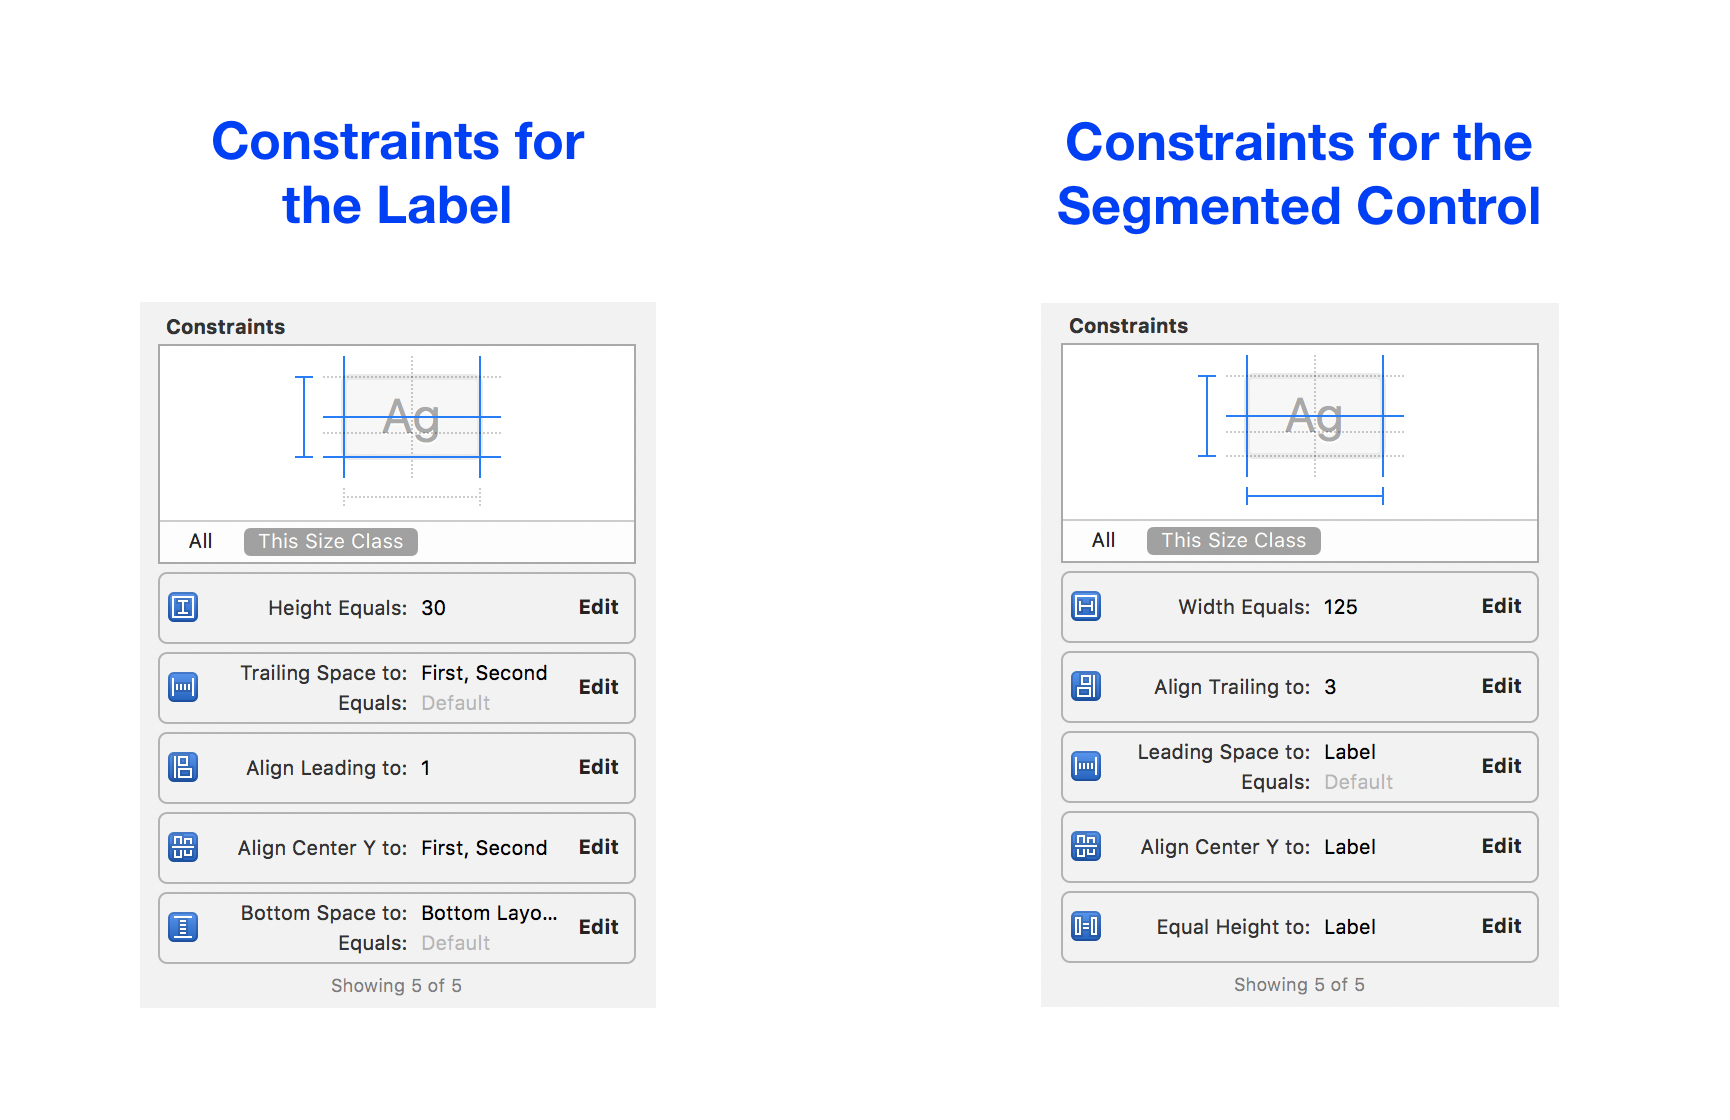 Constraints for
the Label
Constraints
Ag
All This Size Class
Height Equals: 30 Edit
Trailing Space to: First, Second
Equals: Default
Edit
Align Leading to: 1 Edit
Align Center Y to: First, Second Edit
Bottom Space to: Bottom Layo...
Equals: Default
Edit
Showing 5 of 5
Constraints for the
Segmented Control
Constraints
Ag
All This Size Class
Width Equals: 125 Edit
Align Trailing to: 3 Edit
Leading Space to: Label
Equals: Default
Edit
Align Center Y to: Label Edit
Equal Height to: Label Edit
Showing 5 of 5